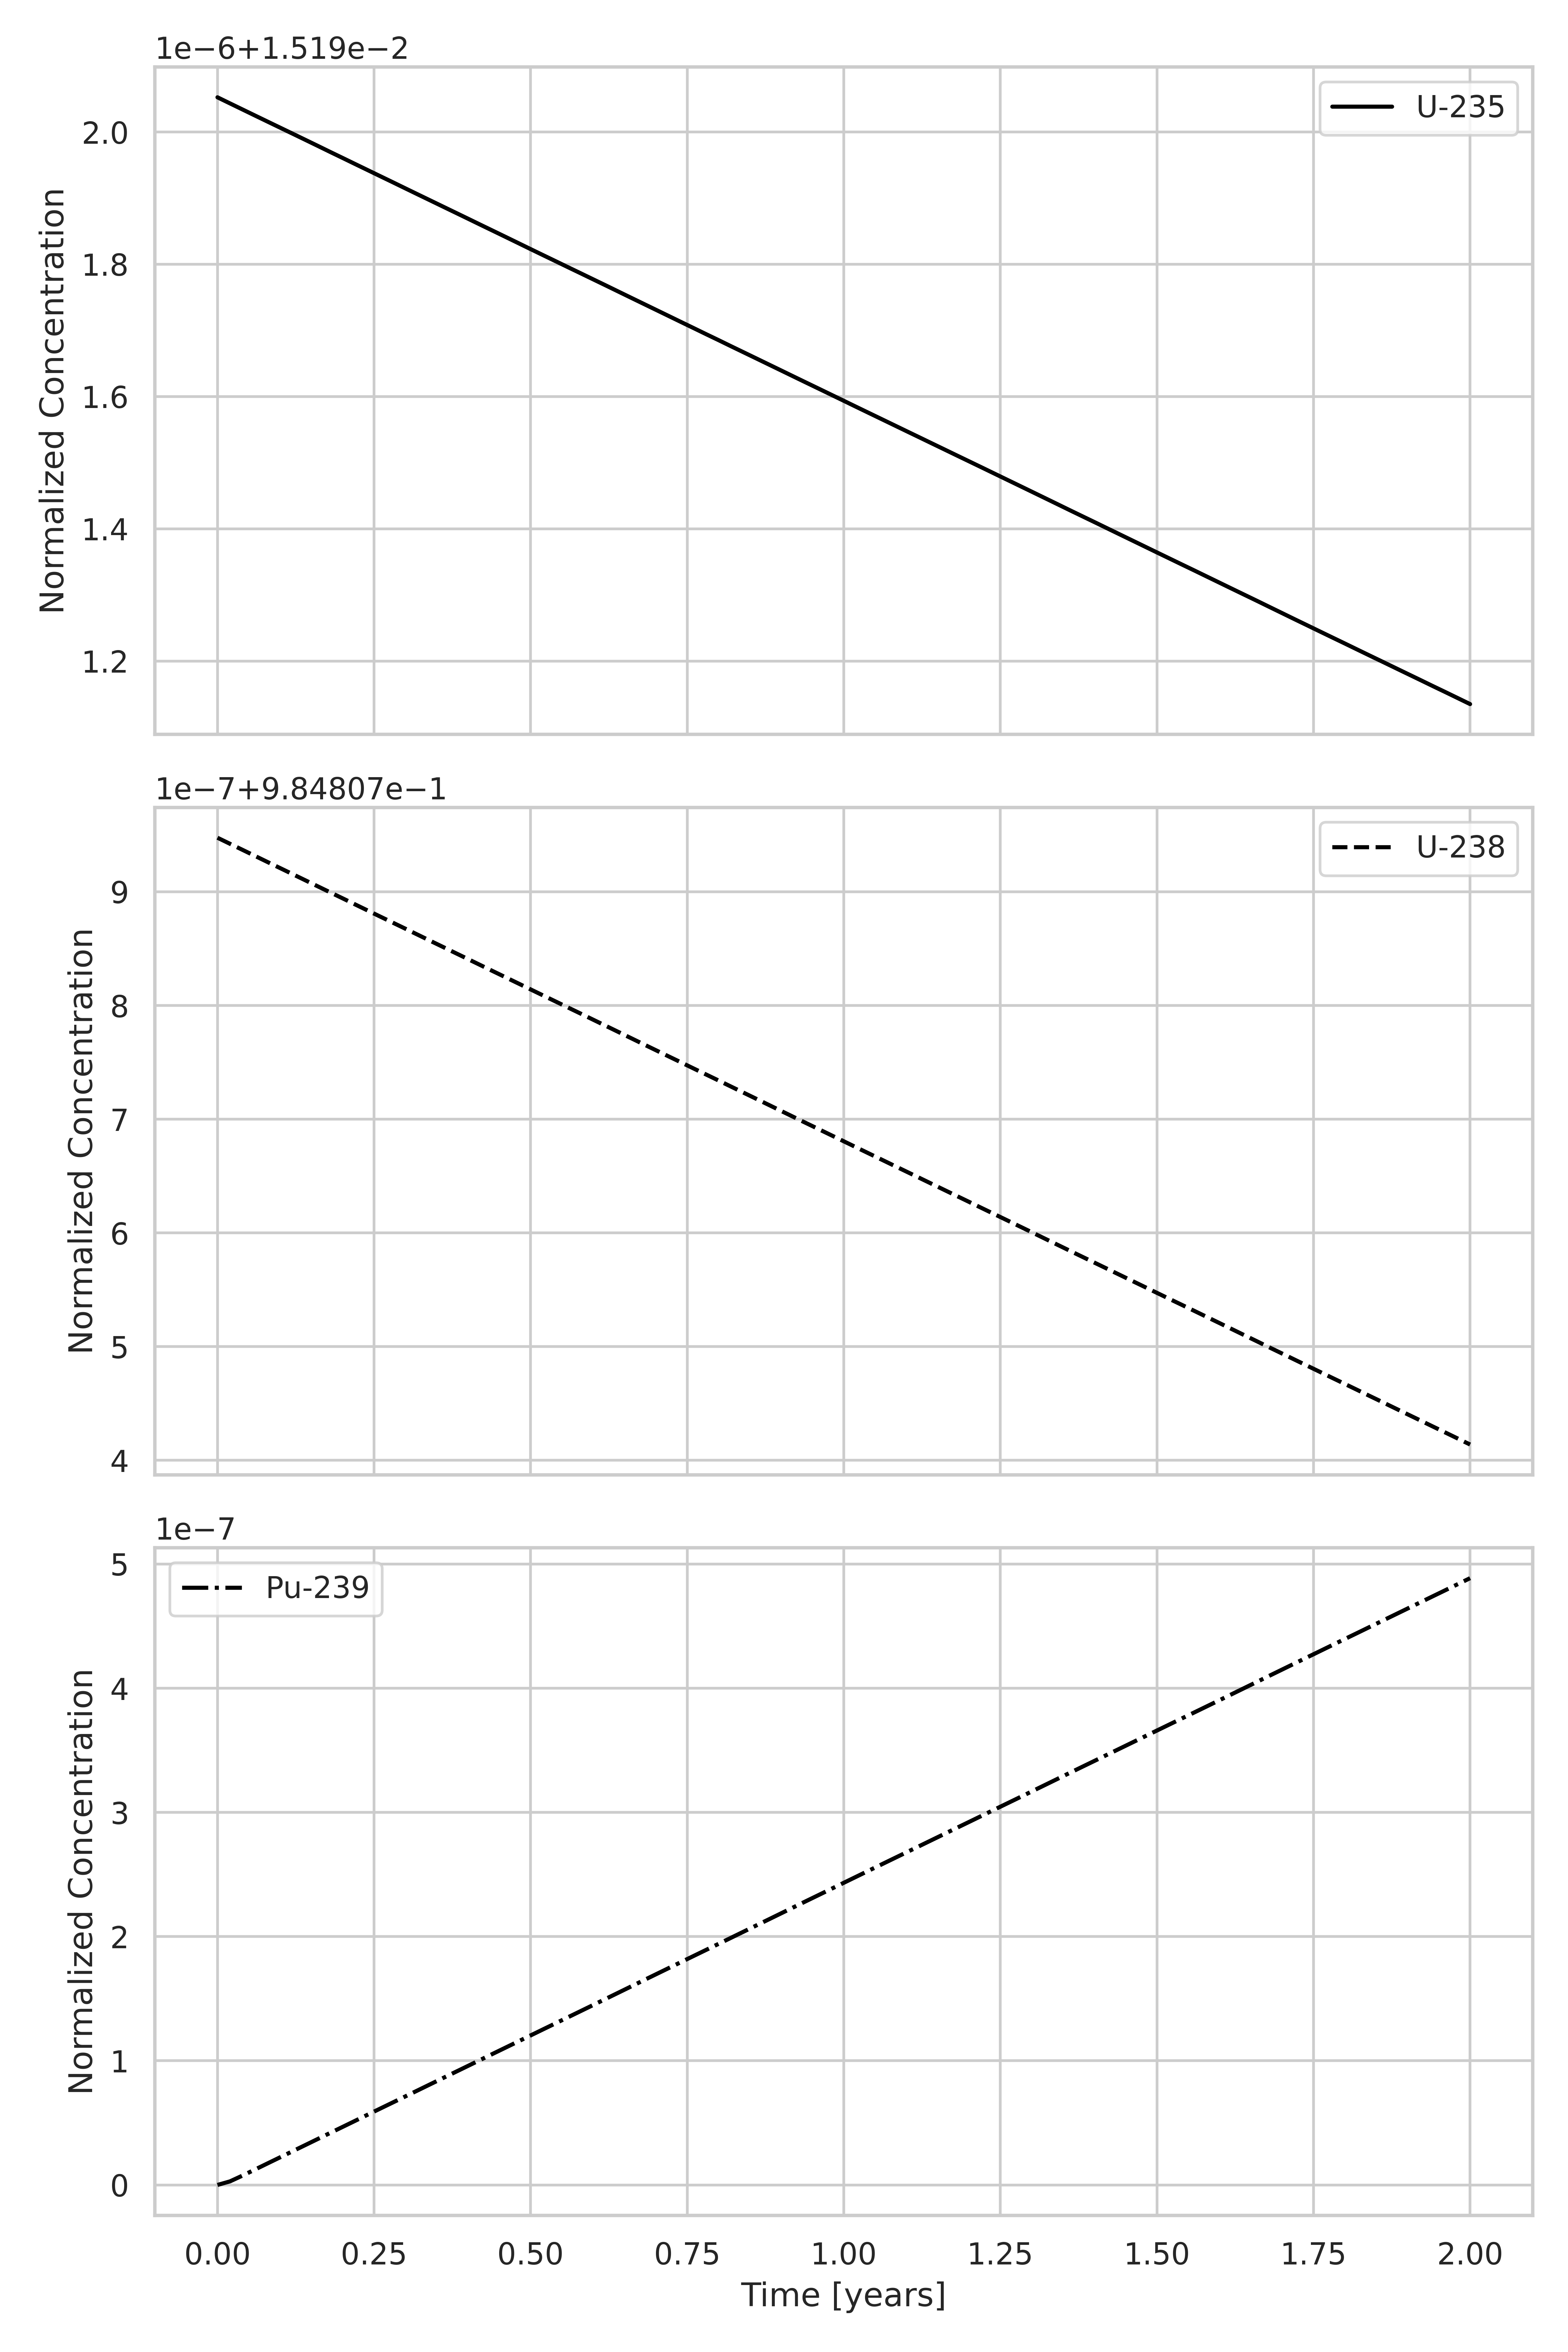 1e−6+1.519e−2
U-235
2.0
1.8
1.6
1.4
1.2
Normalized Concentration
1e−7+9.84807e−1
U-238
9
8
7
6
5
4
Normalized Concentration
1e−7
Pu-239
5
4
3
2
1
0
Normalized Concentration
0.00 0.25 0.50 0.75 1.00 1.25 1.50 1.75 2.00
Time [years]